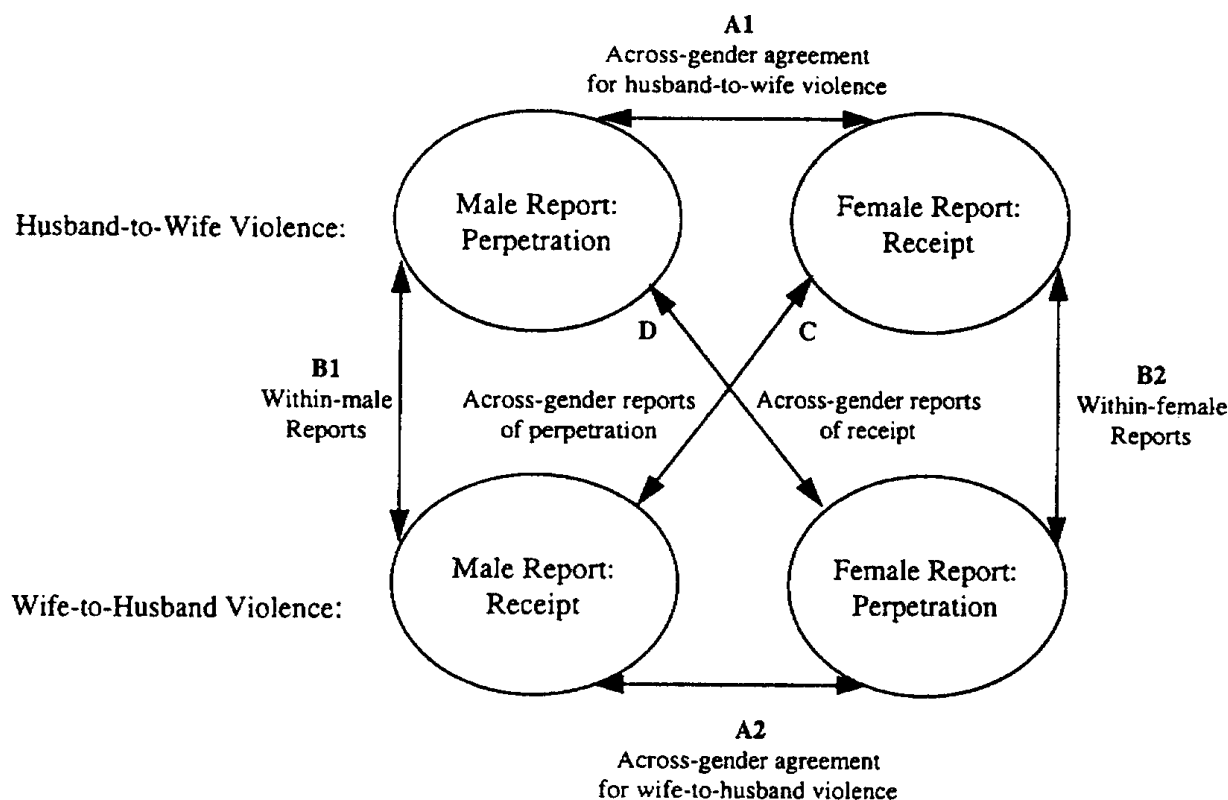 A1
Across-gender agreement
for husband-to-wife violence
Husband-to-Wife Violence:
Male Report:
Perpetration
Female Report:
Receipt
D
C
B1
Within-male
Reports
Across-gender reports
of perpetration
Across-gender reports
of receipt
B2
Within-female
Reports
Wife-to-Husband Violence:
Male Report:
Receipt
Female Report:
Perpetration
A2
Across-gender agreement
for wife-to-husband violence